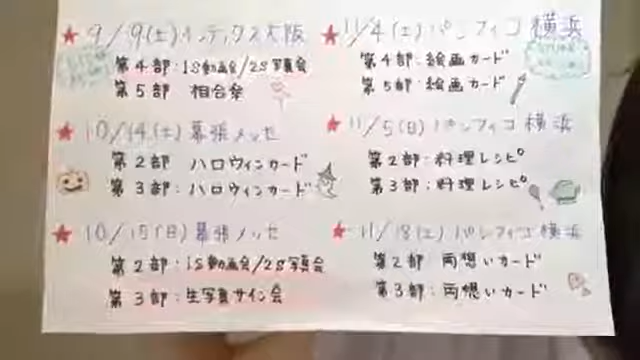 ★ 9/9(土)インテックス大阪
第4部:1S動画会/2S写真会
第5部 相合傘
★ 10/14(土)幕張メッセ
第2部 ハロウィンカード
第3部:ハロウィンカード
★ 10/15(日)幕張メッセ
第2部:1S動画会/2S写真会
第3部:生写真サイン会
★ 11/4(土)パシフィコ横浜
第4部:絵画カード
第5部:絵画カード
★ 11/5(日)パシフィコ横浜
第2部:料理レシピ
第3部:料理レシピ
★ 11/18(土)パシフィコ横浜
第2部 両想いカード
第3部:両想いカード